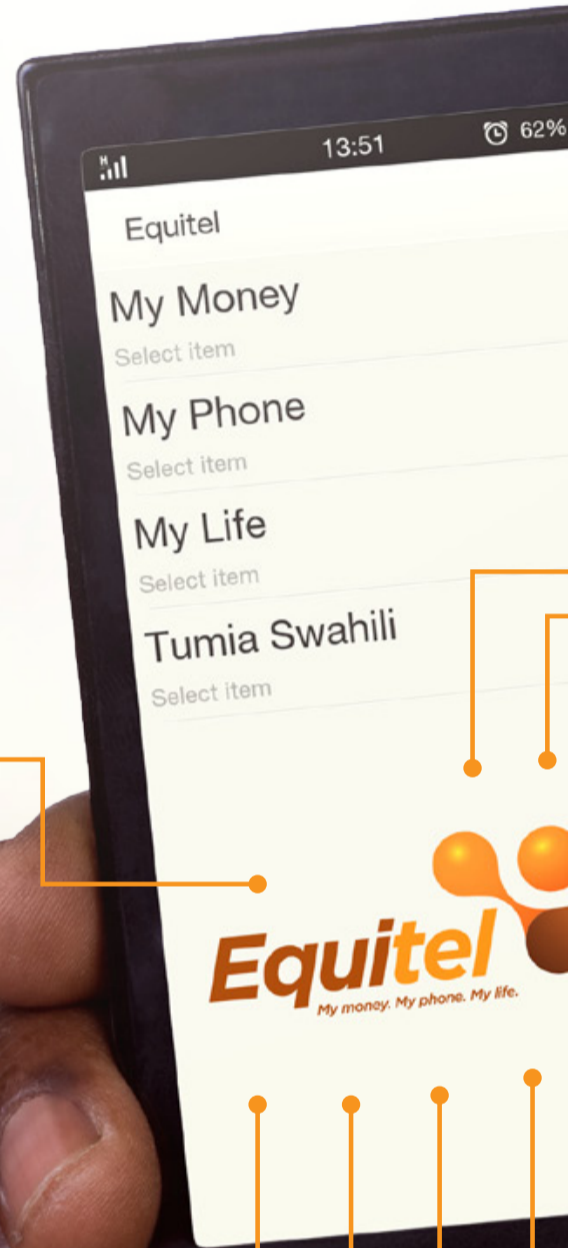 H
13:51
62%
Equitel
My Money
Select item
My Phone
Select item
My Life
Select item
Tumia Swahili
Select item
Equitel
My money. My phone. My life.